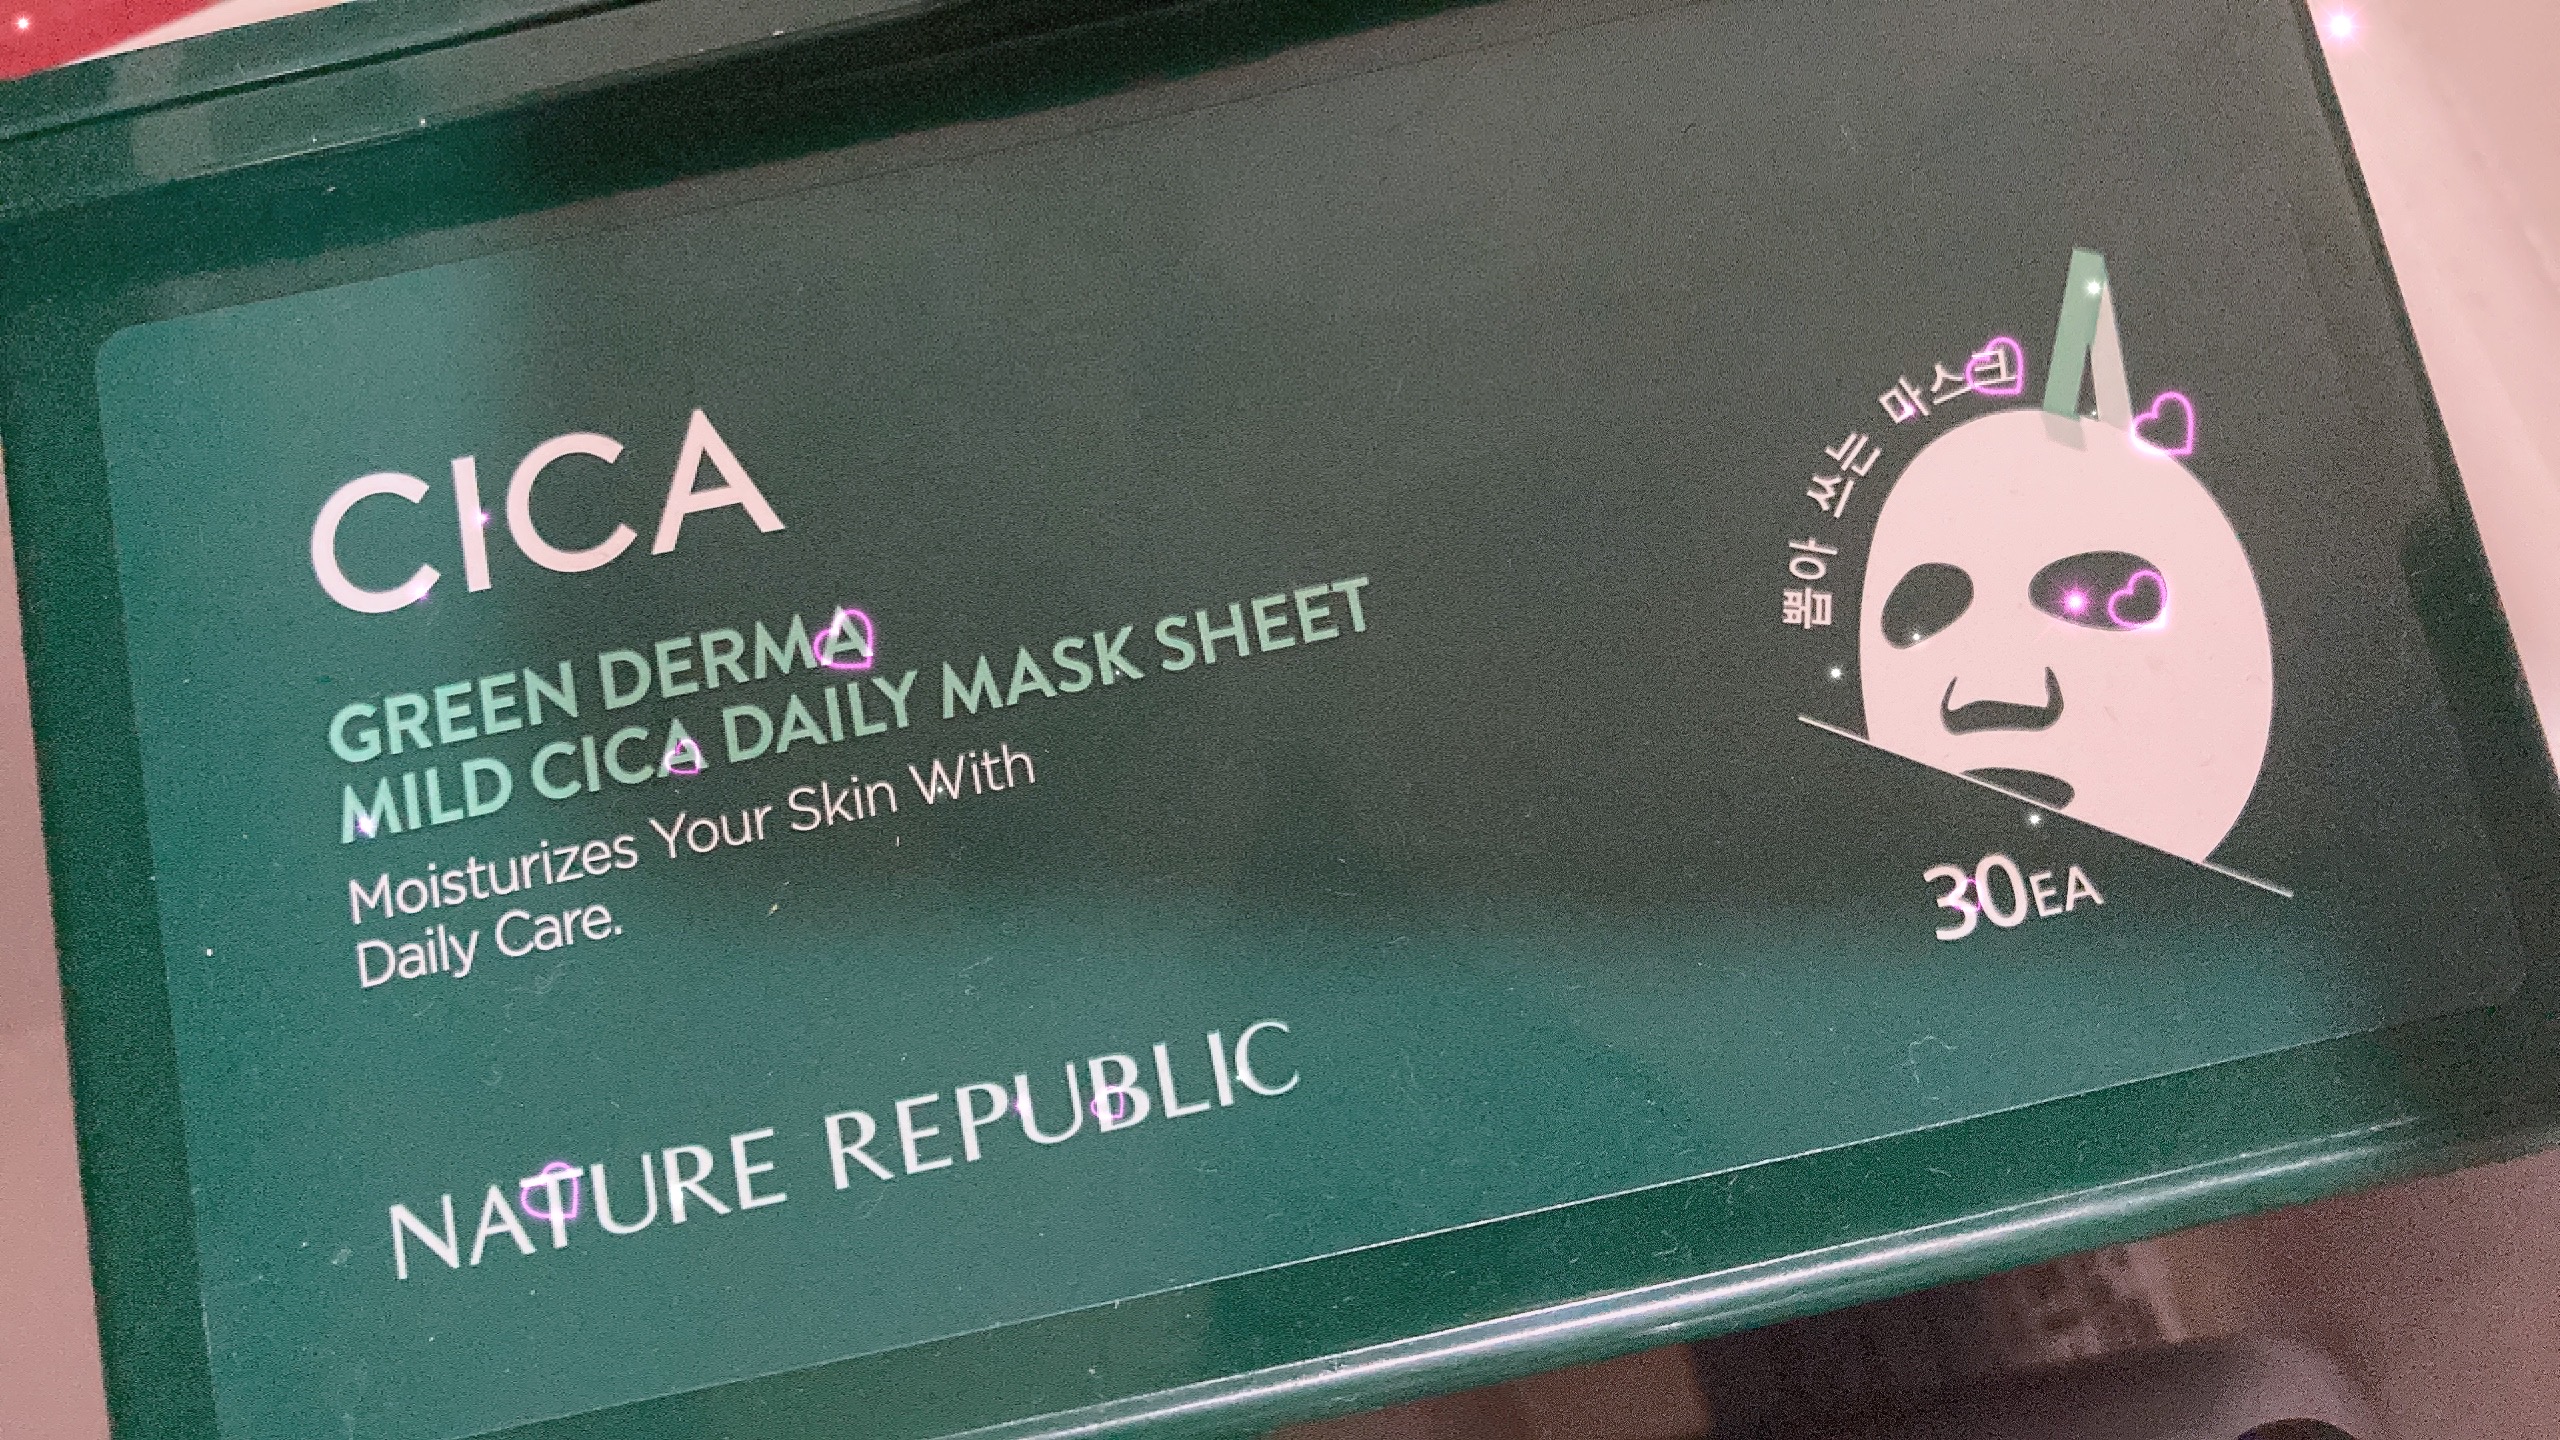 CICA
GREEN DERMA
MILD CICA DAILY MASK SHEET
Moisturizes Your Skin With
Daily Care.
NATURE REPUBLIC
뽑아 쓰는 마스크
30EA